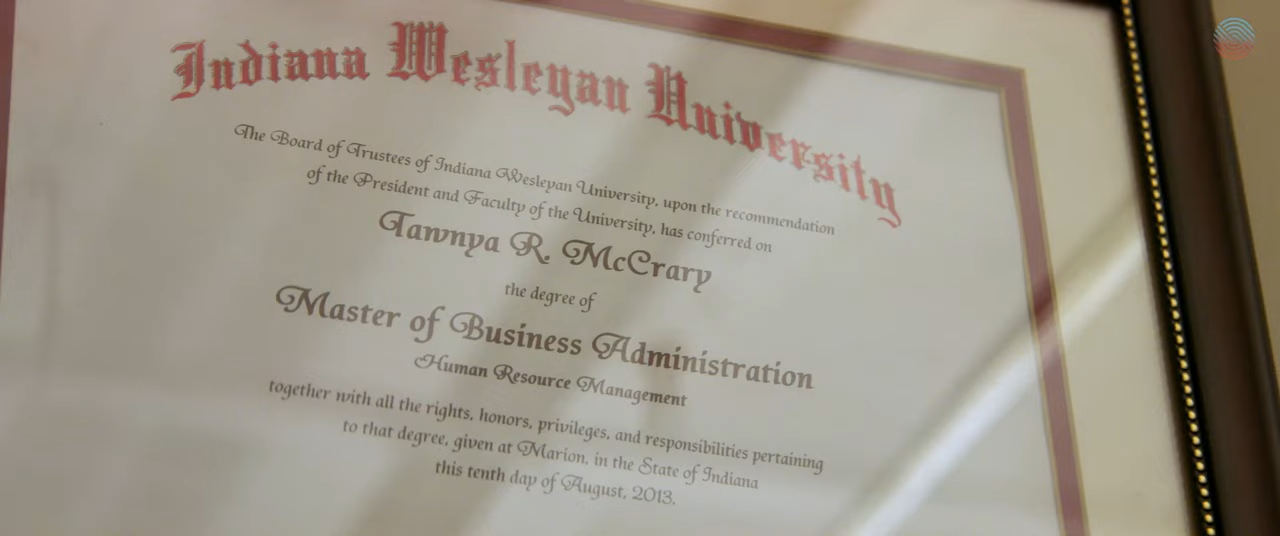 Indiana Wesleyan University
The Board of Trustees of Indiana Wesleyan University, upon the recommendation
of the President and Faculty of the University, has conferred on
Tawnya R. McCrary
the degree of
Master of Business Administration
Human Resource Management
together with all the rights, honors, privileges, and responsibilities pertaining
to that degree, given at Marion, in the State of Indiana
this tenth day of August, 2013.